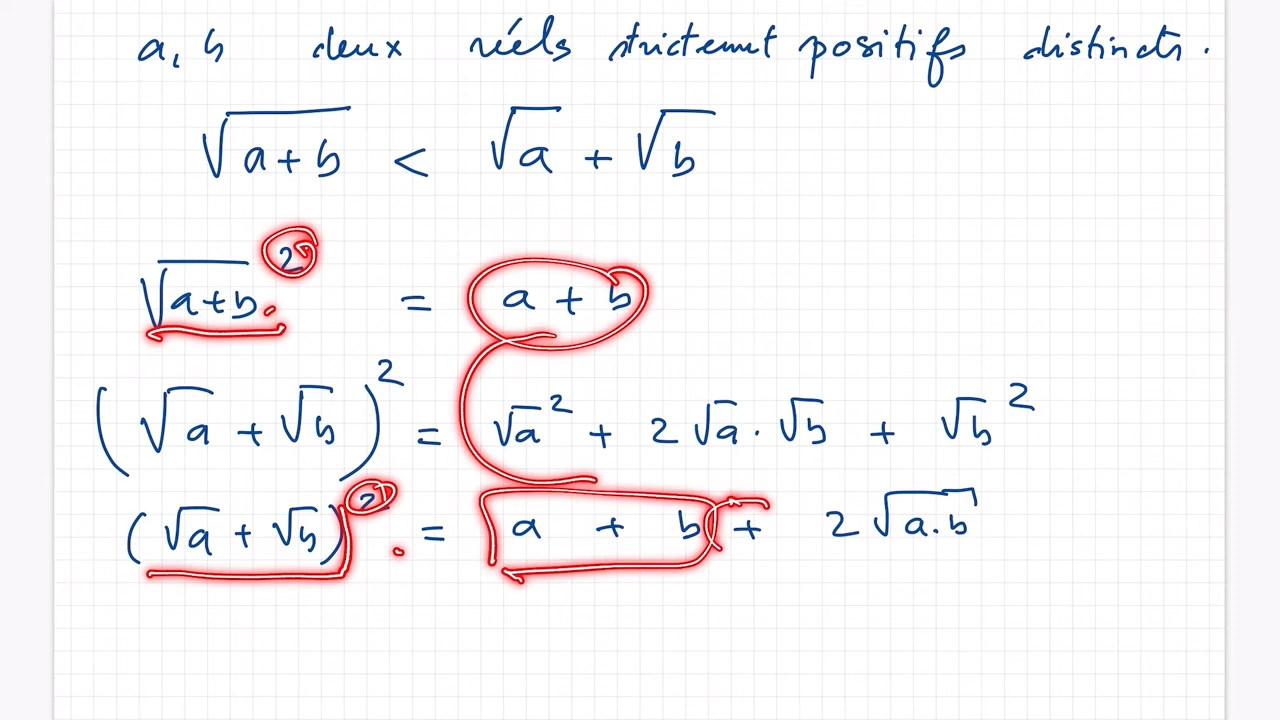 a, b deux réels strictement positifs distincts.
√(a+b) < √a + √b
√(a+b)² = a + b
(√a + √b)² = √a² + 2√a · √b + √b²
(√a + √b)² = a + b + 2√(a.b)